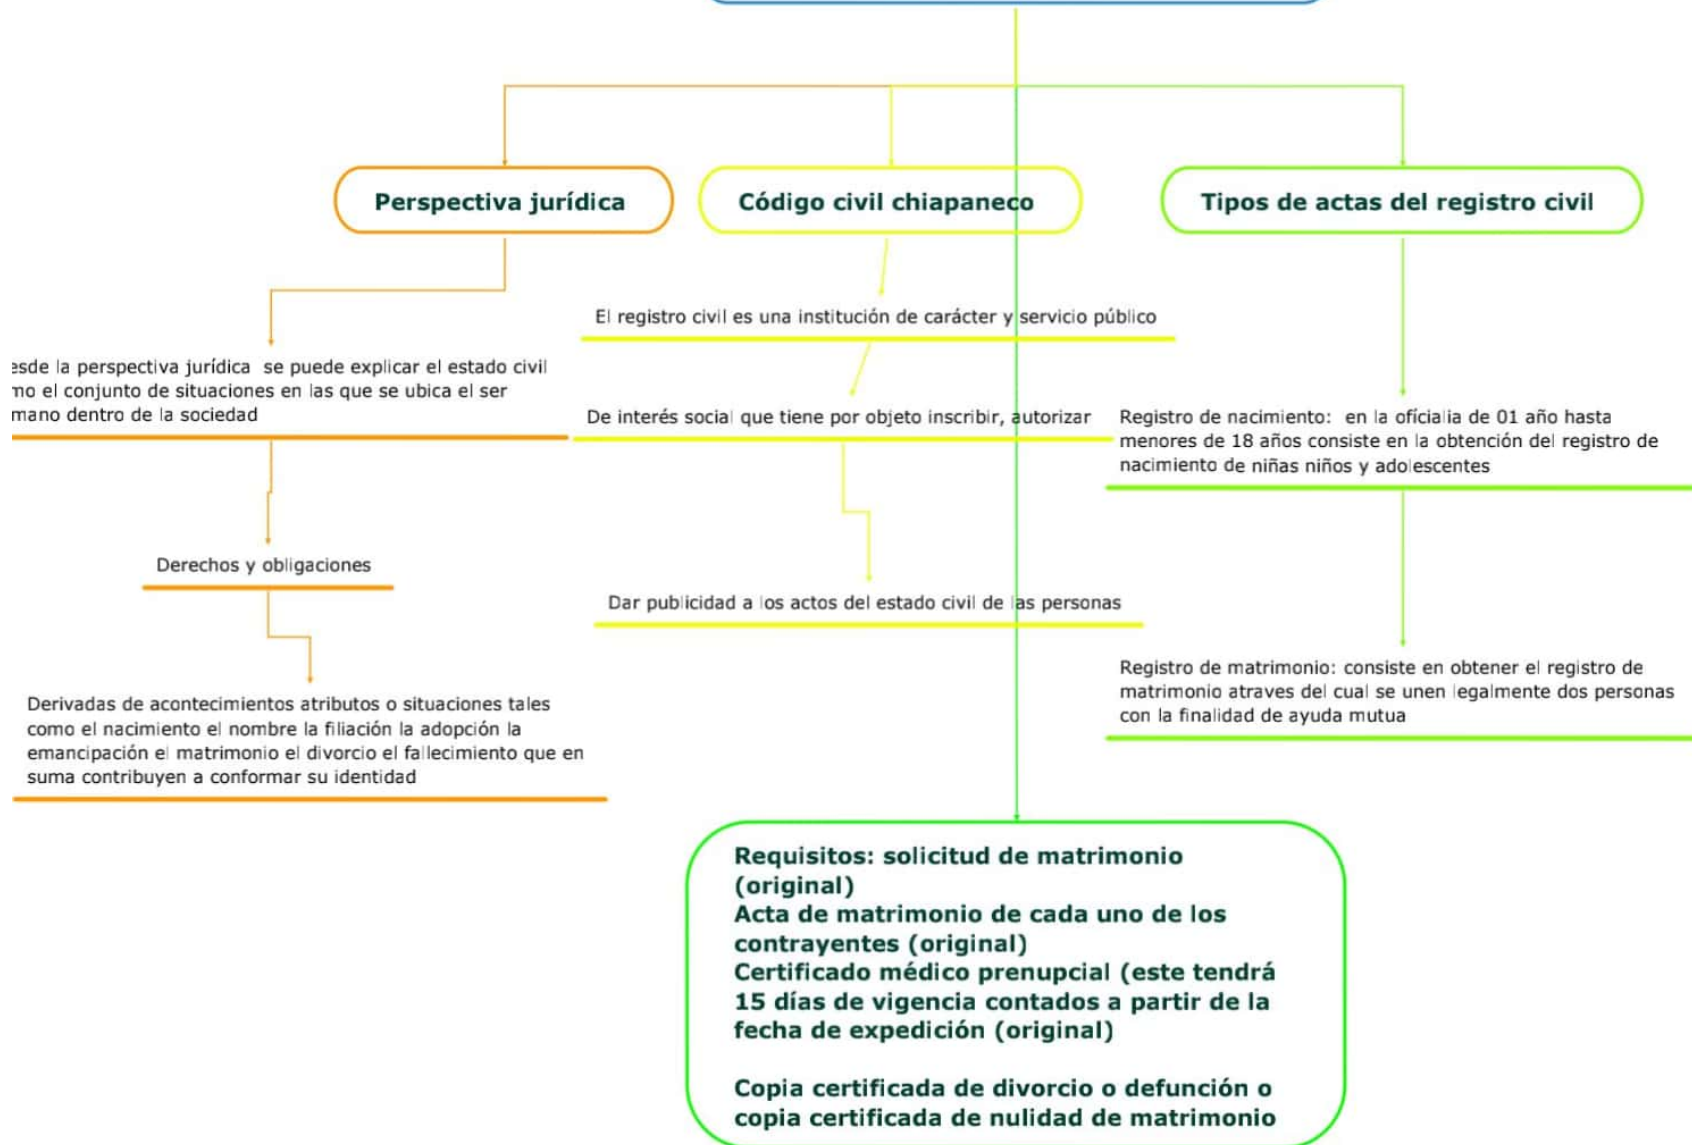 Perspectiva jurídica
Código civil chiapaneco
Tipos de actas del registro civil
esde la perspectiva jurídica se puede explicar el estado civil
mo el conjunto de situaciones en las que se ubica el ser
mano dentro de la sociedad
Derechos y obligaciones
Derivadas de acontecimientos atributos o situaciones tales
como el nacimiento el nombre la filiación la adopción la
emancipación el matrimonio el divorcio el fallecimiento que en
suma contribuyen a conformar su identidad
El registro civil es una institución de carácter y servicio público
De interés social que tiene por objeto inscribir, autorizar
Dar publicidad a los actos del estado civil de las personas
Registro de nacimiento: en la ofícialia de 01 año hasta
menores de 18 años consiste en la obtención del registro de
nacimiento de niñas niños y adolescentes
Registro de matrimonio: consiste en obtener el registro de
matrimonio atraves del cual se unen legalmente dos personas
con la finalidad de ayuda mutua
Requisitos: solicitud de matrimonio
(original)
Acta de matrimonio de cada uno de los
contrayentes (original)
Certificado médico prenupcial (este tendrá
15 días de vigencia contados a partir de la
fecha de expedición (original)
Copia certificada de divorcio o defunción o
copia certificada de nulidad de matrimonio